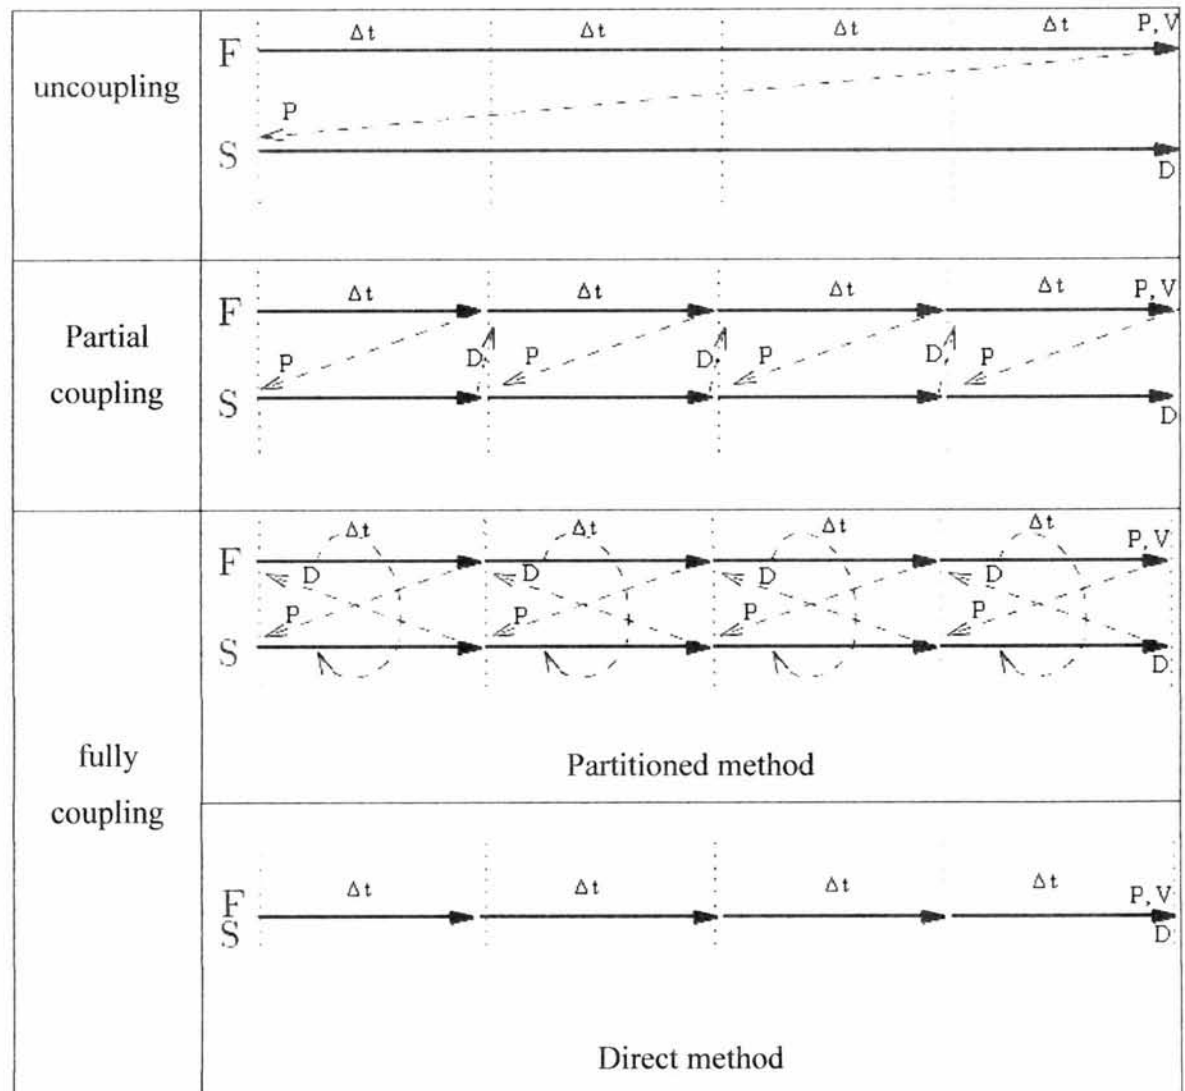 Δt Δt Δt Δt P, V
F
uncoupling
P
S
D
Δt Δt Δt Δt P, V
F
Partial
coupling
P D P D P D P
S
D
Δt Δt Δt Δt
P, V
F
D D D D
P P P P
S
D
fully
coupling
Partitioned method
Δt Δt Δt Δt
P, V
F
S
D
Direct method